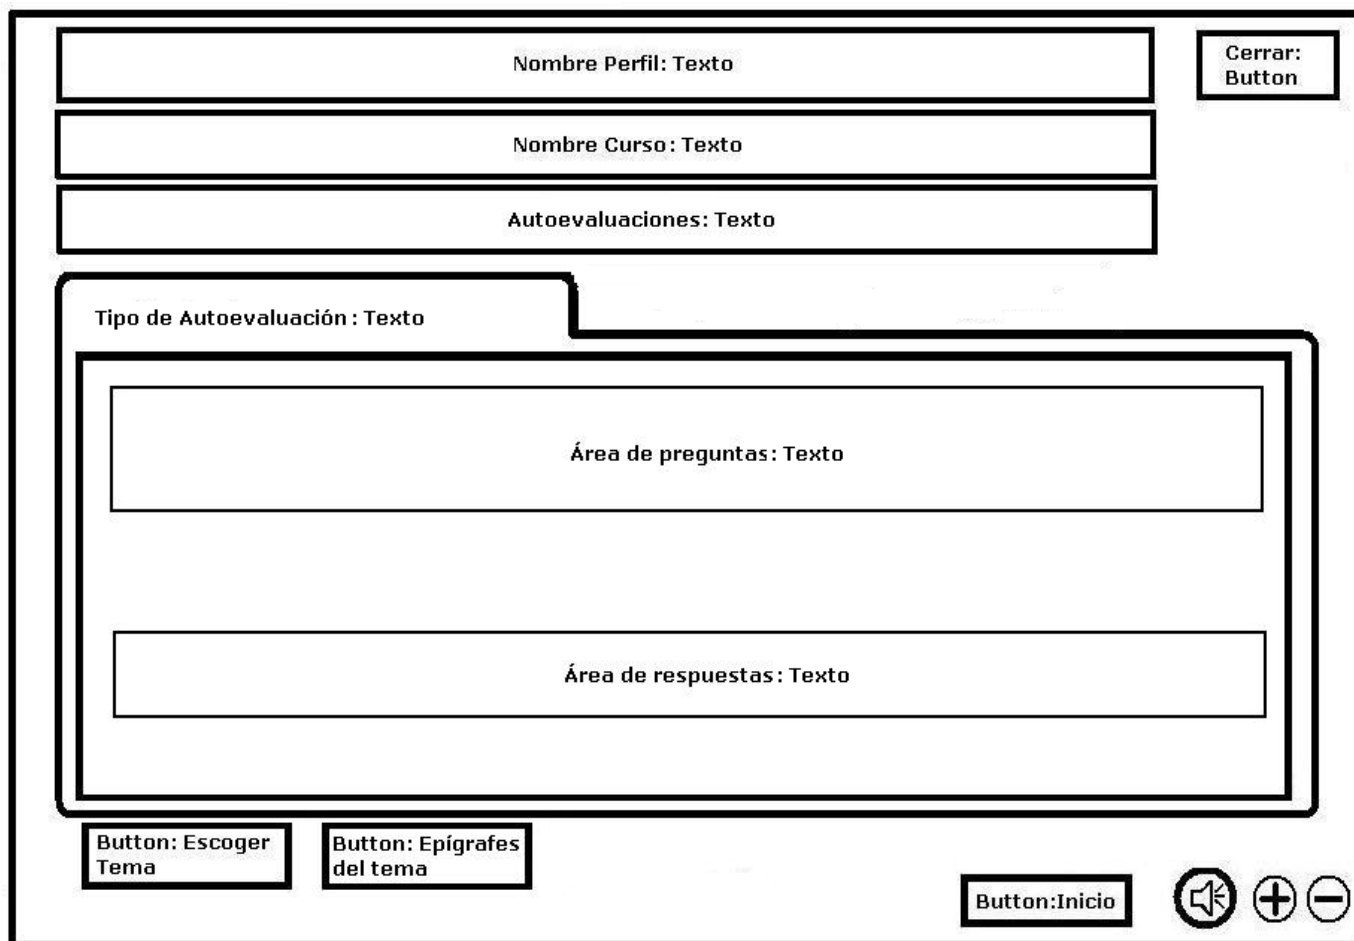 Nombre Perfil: Texto
Cerrar:
Button
Nombre Curso: Texto
Autoevaluaciones: Texto
Tipo de Autoevaluación: Texto
Área de preguntas: Texto
Área de respuestas: Texto
Button: Escoger
Tema
Button: Epígrafes
del tema
Button:Inicio